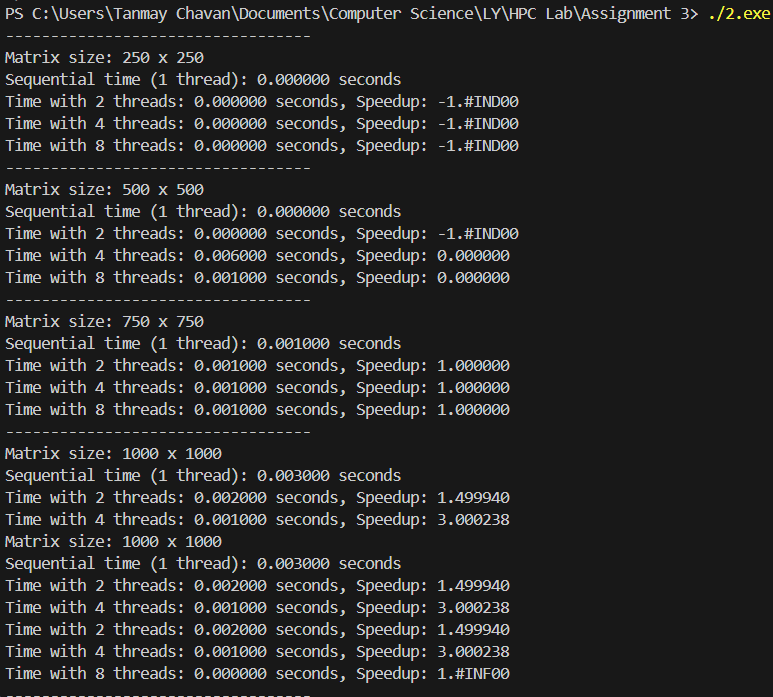 PS C:\Users\Tanmay Chavan\Documents\Computer Science\LY\HPC Lab\Assignment 3> ./2.exe
----------------------------------
Matrix size: 250 x 250
Sequential time (1 thread): 0.000000 seconds
Time with 2 threads: 0.000000 seconds, Speedup: -1.#IND00
Time with 4 threads: 0.000000 seconds, Speedup: -1.#IND00
Time with 8 threads: 0.000000 seconds, Speedup: -1.#IND00
----------------------------------
Matrix size: 500 x 500
Sequential time (1 thread): 0.000000 seconds
Time with 2 threads: 0.000000 seconds, Speedup: -1.#IND00
Time with 4 threads: 0.006000 seconds, Speedup: 0.000000
Time with 8 threads: 0.001000 seconds, Speedup: 0.000000
----------------------------------
Matrix size: 750 x 750
Sequential time (1 thread): 0.001000 seconds
Time with 2 threads: 0.001000 seconds, Speedup: 1.000000
Time with 4 threads: 0.001000 seconds, Speedup: 1.000000
Time with 8 threads: 0.001000 seconds, Speedup: 1.000000
----------------------------------
Matrix size: 1000 x 1000
Sequential time (1 thread): 0.003000 seconds
Time with 2 threads: 0.002000 seconds, Speedup: 1.499940
Time with 4 threads: 0.001000 seconds, Speedup: 3.000238
Matrix size: 1000 x 1000
Sequential time (1 thread): 0.003000 seconds
Time with 2 threads: 0.002000 seconds, Speedup: 1.499940
Time with 4 threads: 0.001000 seconds, Speedup: 3.000238
Time with 2 threads: 0.002000 seconds, Speedup: 1.499940
Time with 4 threads: 0.001000 seconds, Speedup: 3.000238
Time with 8 threads: 0.000000 seconds, Speedup: 1.#INF00
----------------------------------